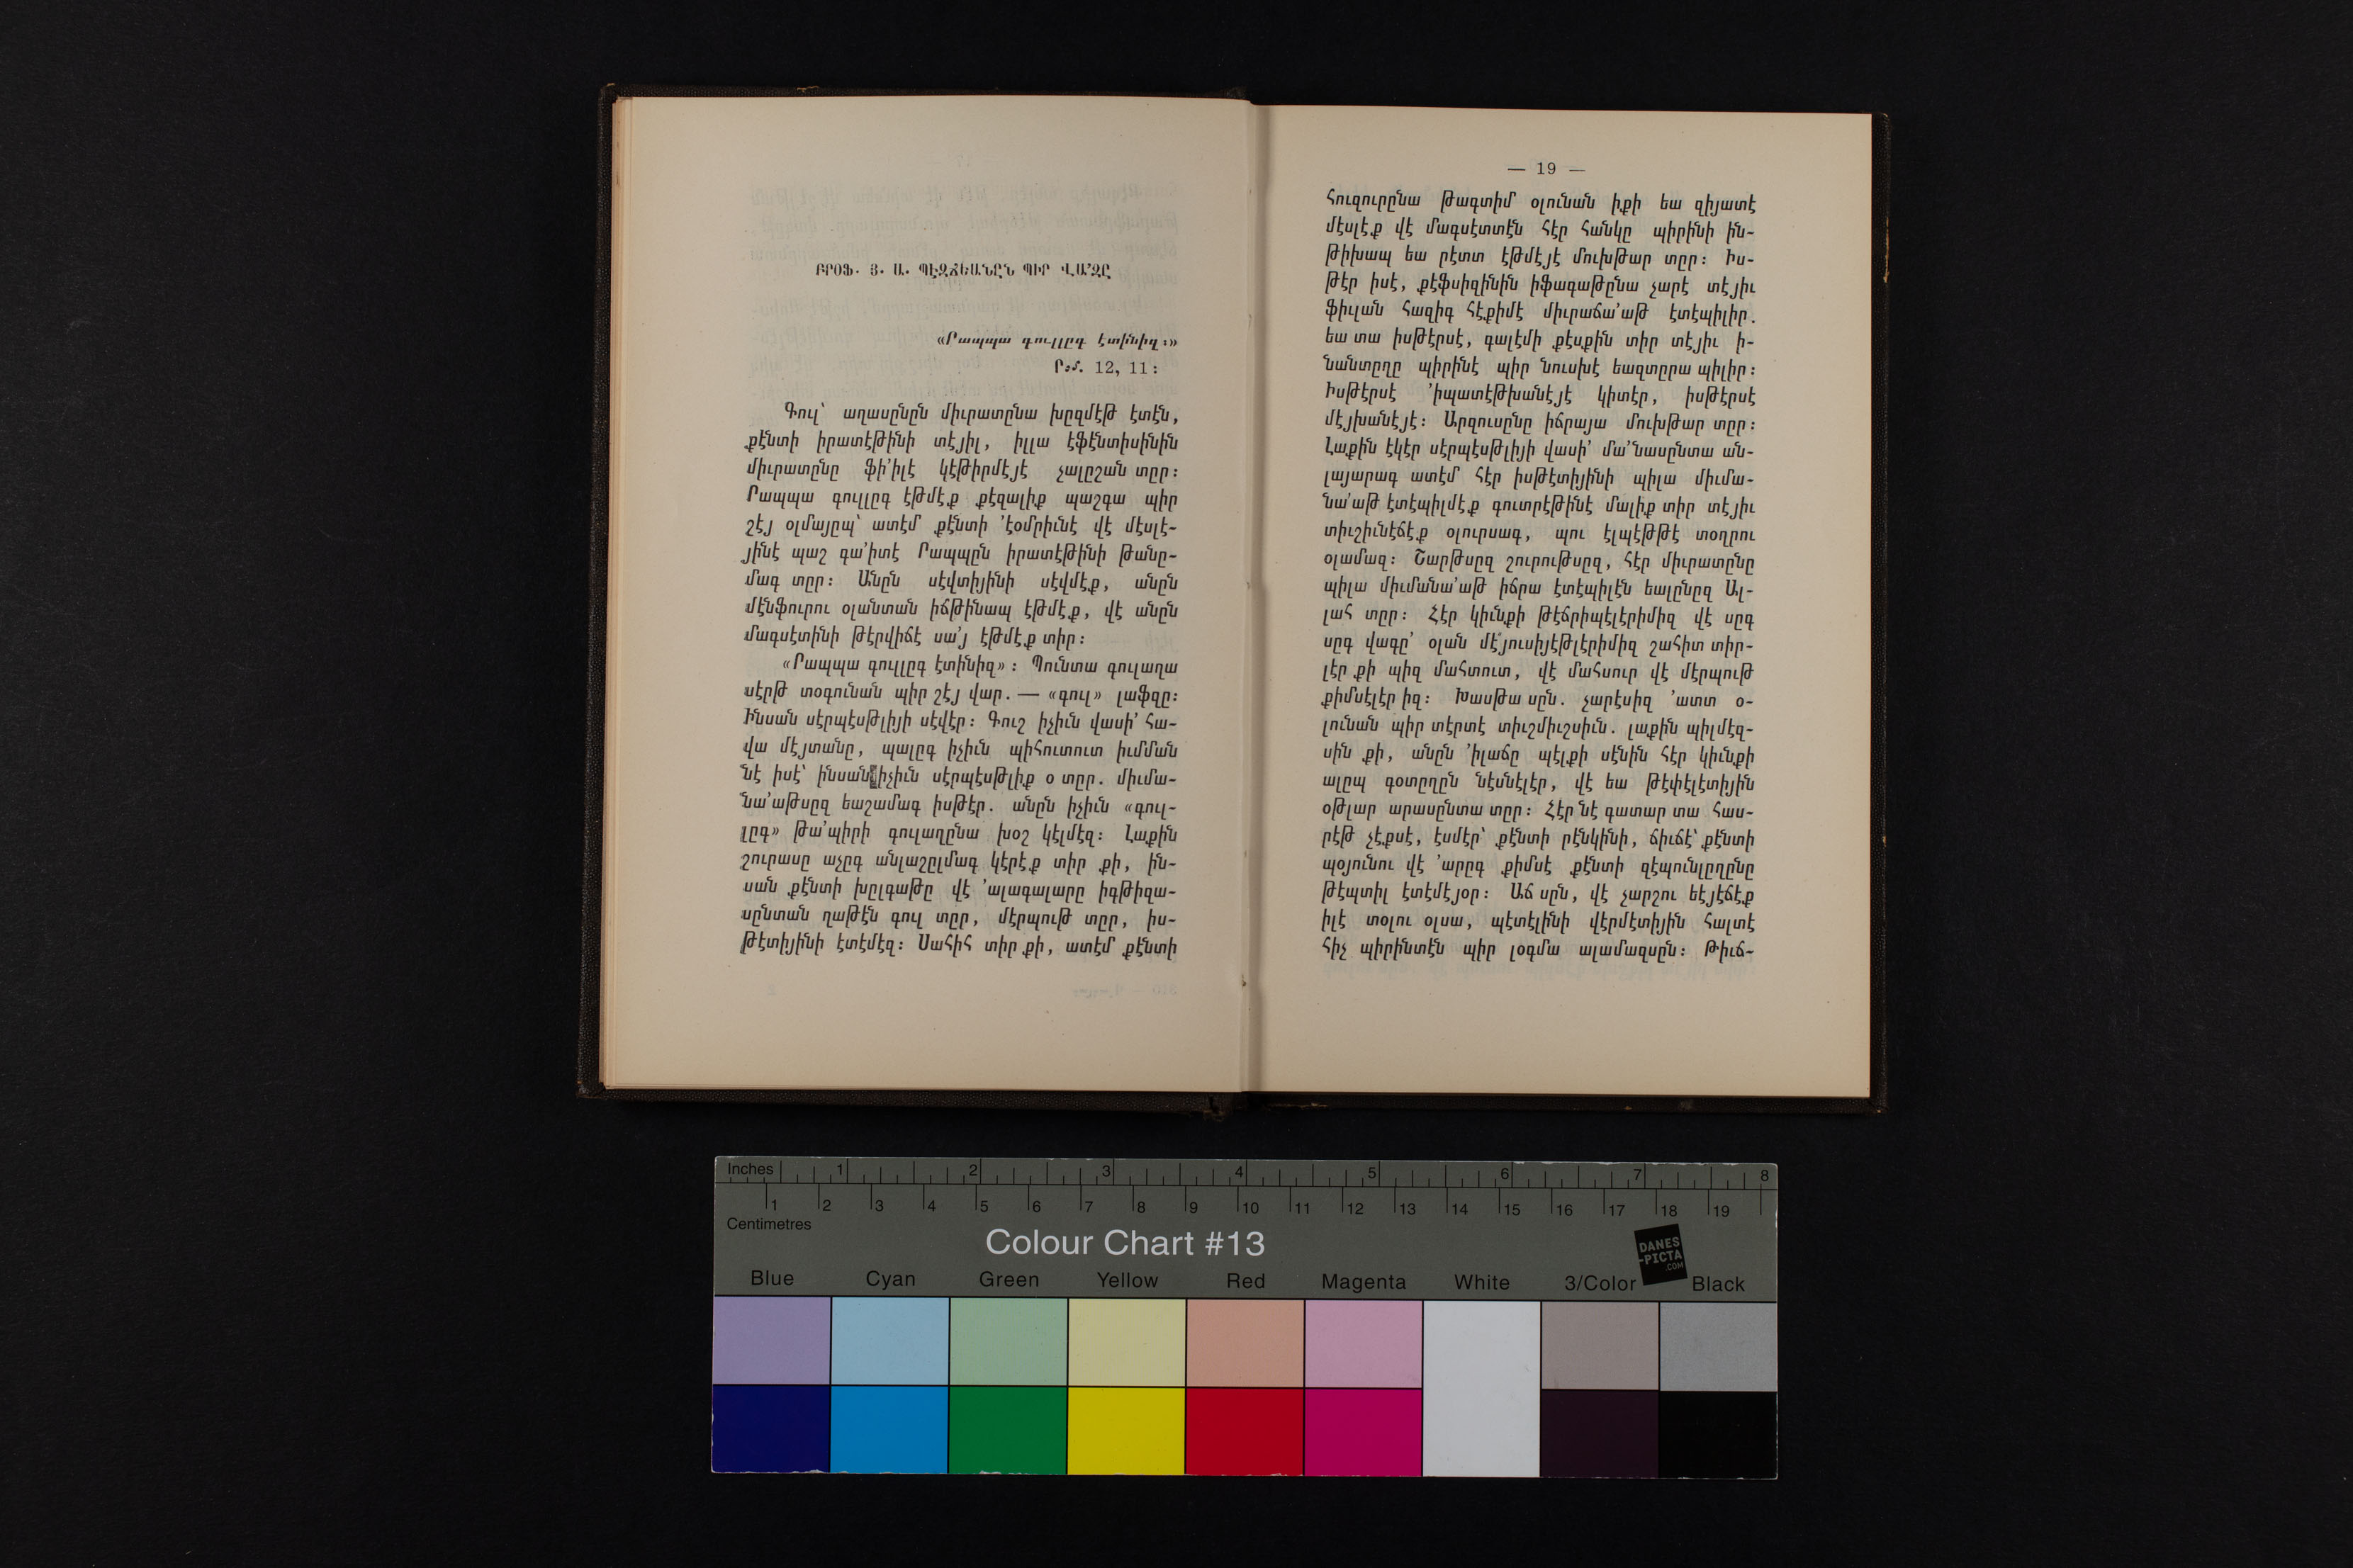 ԲՐՕՖ. Յ. Ա. ՊԷԶՃԵԱՆԸՆ ՊԻՐ ՎԱ՚ԶԸ
«Րապպա գուլլըգ էտինիզ։»
Րօմ. 12, 11։
Գուլ՝ աղասընըն միւրատընա խըզմէթ էտէն,
քէնտի իրատէթինի տէյիլ, իլլա էֆէնտիսինին
միւրատընը ֆի՚իլէ կէթիրմէյէ չալըշան տըր։
Րապպա գուլլըգ էթմէք քէզալիք պաշգա պիր
շէյ օլմայըպ՝ ատէմ քէնտի ՚էօմրիւնէ վէ մէսլէ-
յինէ պաշ գա՚իտէ Րապպըն իրատէթինի թանը-
մագ տըր։ Անըն սէվտիյինի սէվմէք, անըն
մէնֆուրու օլանտան իճթինապ էթմէք, վէ անըն
մագսէտինի թէրվիճէ սա՚յ էթմէք տիր։
«Րապպա գուլլըգ էտինիզ»։ Պունտա գուլաղա
սէրթ տօգունան պիր շէյ վար. — «գուլ» լաֆզը։
Ինսան սէրպէսթլիյի սէվէր։ Գուշ իչիւն վասի՚ հա-
վա մէյտանը, պալըգ իչիւն պիհուտուտ իւմման
նէ իսէ՝ ինսան իչիւն սէրպէսթլիք օ տըր. միւմա-
նա՚աթսըզ եաշամագ իսթէր. անըն իչիւն «գուլ-
լըգ» թա՚պիրի գուլաղընա խօշ կէլմէզ։ Լաքին
շուրասը աչըգ անլաշըլմագ կէրէք տիր քի, ին-
սան քէնտի խըլգաթը վէ ՚ալագալարը իգթիզա-
սընտան ղաթէն գուլ տըր, մէրպութ տըր, իս-
թէտիյինի էտէմէզ։ Սահիհ տիր քի, ատէմ քէնտի
— 19 —
հուզուրընա թագտիմ օլունան իքի եա զիյատէ
մէսլէք վէ մագսէտտէն հէր հանկը պիրինի ին-
թիխապ եա րէտտ էթմէյէ մուխթար տըր։ Իս-
թէր իսէ, քէֆսիզինին իֆագաթընա չարէ տէյիւ
ֆիւլան հազիգ հէքիմէ միւրաճա՚աթ էտէպիլիր.
եա տա իսթէրսէ, գալէմի քէսքին տիր տէյիւ ի-
նանտըղը պիրինէ պիր նուսխէ եազտըրա պիլիր։
Իսթէրսէ ՚իպատէթխանէյէ կիտէր, իսթէրսէ
մէյխանէյէ։ Արզուսընը իճրայա մուխթար տըր։
Լաքին էկէր սէրպէսթլիյի վասի՚ մա՚նասընտա ան-
լայարագ ատէմ հէր իսթէտիյինի պիլա միւմա-
նա՚աթ էտէպիլմէք գուտրէթինէ մալիք տիր տէյիւ
տիւշիւնէճէք օլուրսագ, պու էլպէթթէ տօղրու
օլամազ։ Շարթսըզ շուրութսըզ, հէր միւրատընը
պիլա միւմանա՚աթ իճրա էտէպիլէն եալընըզ Ալ-
լահ տըր։ Հէր կիւնքի թէճրիպէլէրիմիզ վէ սըգ
սըգ վագը՚ օլան մէ՚յուսիյէթլէրիմիզ շահիտ տիր-
լէր քի պիզ մահտուտ, վէ մահսուր վէ մէրպութ
քիմսէլէր իզ։ Խասթա սըն. չարէսիզ ՚ատտ օ-
լունան պիր տէրտէ տիւշմիւշսիւն. լաքին պիլմէզ-
սին քի, անըն ՚իլաճը պէլքի սէնին հէր կիւնքի
ալըպ գօտըղըն նէսնէլէր, վէ եա թէփէլէտիյին
օթլար արասընտա տըր։ Հէր նէ գատար տա հաս-
րէթ չէքսէ, էսմէր՝ քէնտի րէնկինի, ճիւճէ՝ քէնտի
պօյունու վէ ՚արըգ քիմսէ քէնտի զէպունլըղընը
թէպտիլ էտէմէյօր։ Աճ սըն, վէ չարշու եէյէճէք
իլէ տօլու օլսա, պէտէլինի վէրմէտիյին հալտէ
հիչ պիրինտէն պիր լօգմա ալամազսըն։ Թիւճ-
Inches 1 2 3 4 5 6 7 8
1 2 3 4 5 6 7 8 9 10 11 12 13 14 15 16 17 18 19
Centimetres
Colour Chart #13
DANES
-PICTA
.COM
Blue Cyan Green Yellow Red Magenta White 3/Color Black